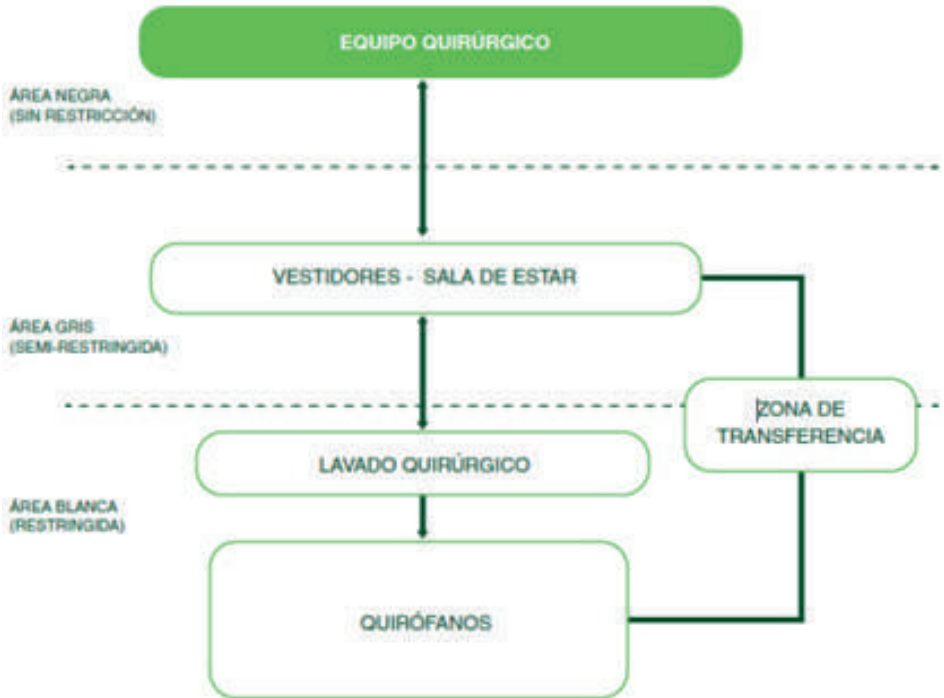 EQUIPO QUIRÚRGICO
ÁREA NEGRA
(SIN RESTRICCIÓN)
VESTIDORES - SALA DE ESTAR
ÁREA GRIS
(SEMI-RESTRINGIDA)
ZONA DE
TRANSFERENCIA
LAVADO QUIRÚRGICO
ÁREA BLANCA
(RESTRINGIDA)
QUIRÓFANOS